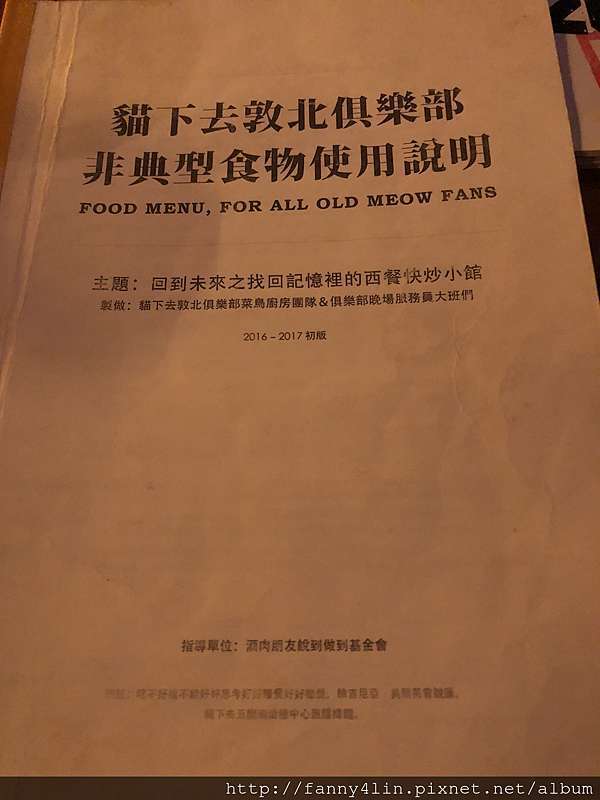 貓下去敦北俱樂部
非典型食物使用說明
FOOD MENU, FOR ALL OLD MEOW FANS
主題：回到未來之找回記憶裡的西餐快炒小館
製做：貓下去敦北俱樂部菜鳥廚房團隊&俱樂部晚場服務員大班們
2016 – 2017 初版
指導單位：酒肉朋友說到做到基金會
http://fanny4lin.pixnet.net/album